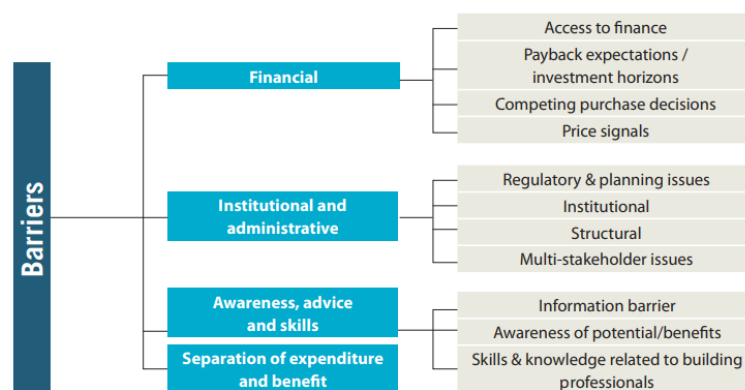 Barriers
Financial
Access to finance
Payback expectations /
investment horizons
Competing purchase decisions
Price signals
Institutional and
administrative
Regulatory & planning issues
Institutional
Structural
Multi-stakeholder issues
Awareness, advice
and skills
Information barrier
Awareness of potential/benefits
Skills & knowledge related to building
professionals
Separation of expenditure
and benefit